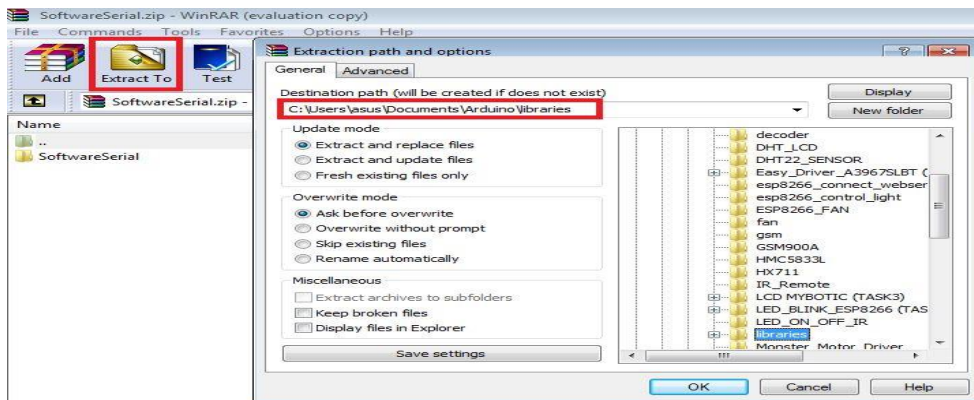 SoftwareSerial.zip - WinRAR (evaluation copy)
File Commands Tools Favorites Options Help
Add
Extract To
Test
SoftwareSerial.zip -
Name
..
SoftwareSerial
Extraction path and options
General
Advanced
Destination path (will be created if does not exist)
C:\Users\asus\Documents\Arduino\libraries
Display
New folder
Update mode
Extract and replace files
Extract and update files
Fresh existing files only
Overwrite mode
Ask before overwrite
Overwrite without prompt
Skip existing files
Rename automatically
Miscellaneous
Extract archives to subfolders
Keep broken files
Display files in Explorer
Save settings
decoder
DHT_LCD
DHT22_SENSOR
Easy_Driver_A3967SLBT (
esp8266_connect_webser
esp8266_control_light
ESP8266_FAN
fan
gsm
GSM900A
HMC5833L
HX711
IR_Remote
LCD MYBOTIC (TASK3)
LED_BLINK_ESP8266 (TAS
LED_ON_OFF_IR
libraries
Monster_Motor_Driver
OK
Cancel
Help